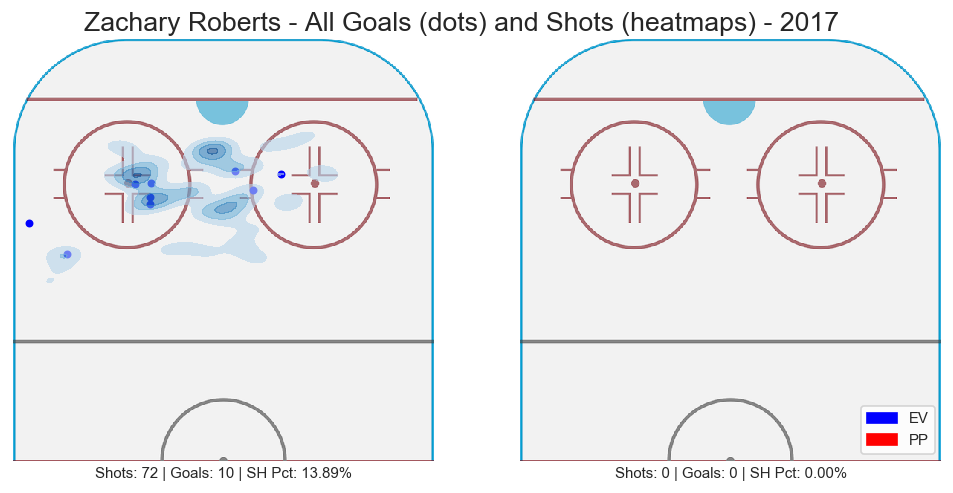 Zachary Roberts - All Goals (dots) and Shots (heatmaps) - 2017
EV
PP
Shots: 72 | Goals: 10 | SH Pct: 13.89%
Shots: 0 | Goals: 0 | SH Pct: 0.00%